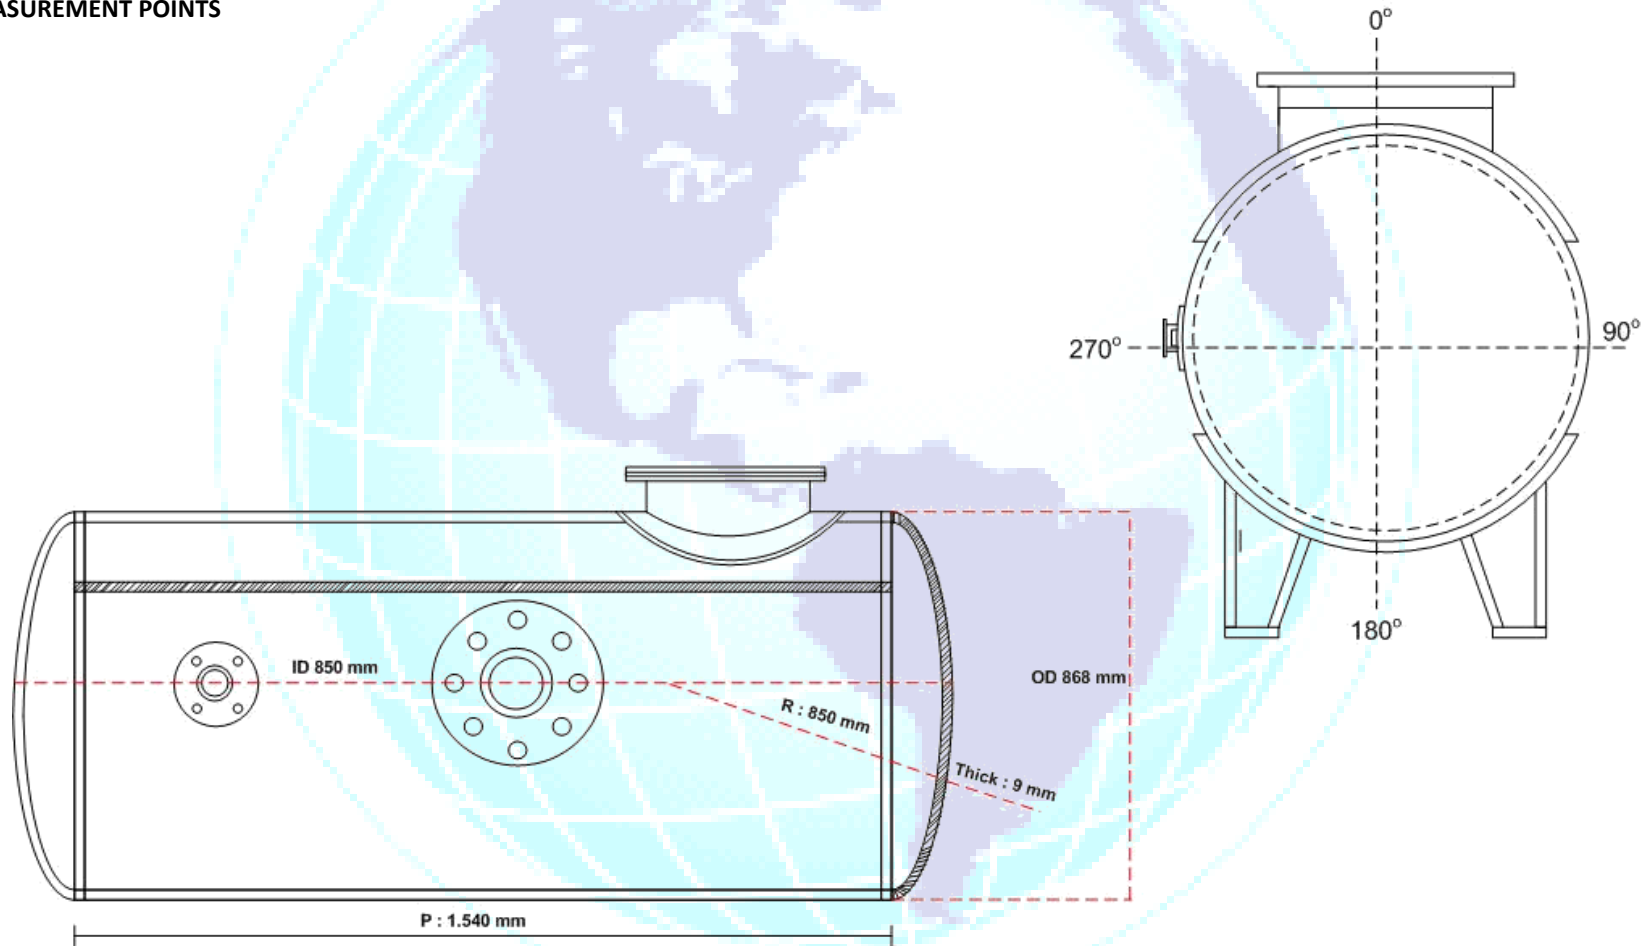 ASUREMENT POINTS
0°
270°
90°
180°
ID 850 mm
R : 850 mm
OD 868 mm
Thick : 9 mm
P : 1.540 mm